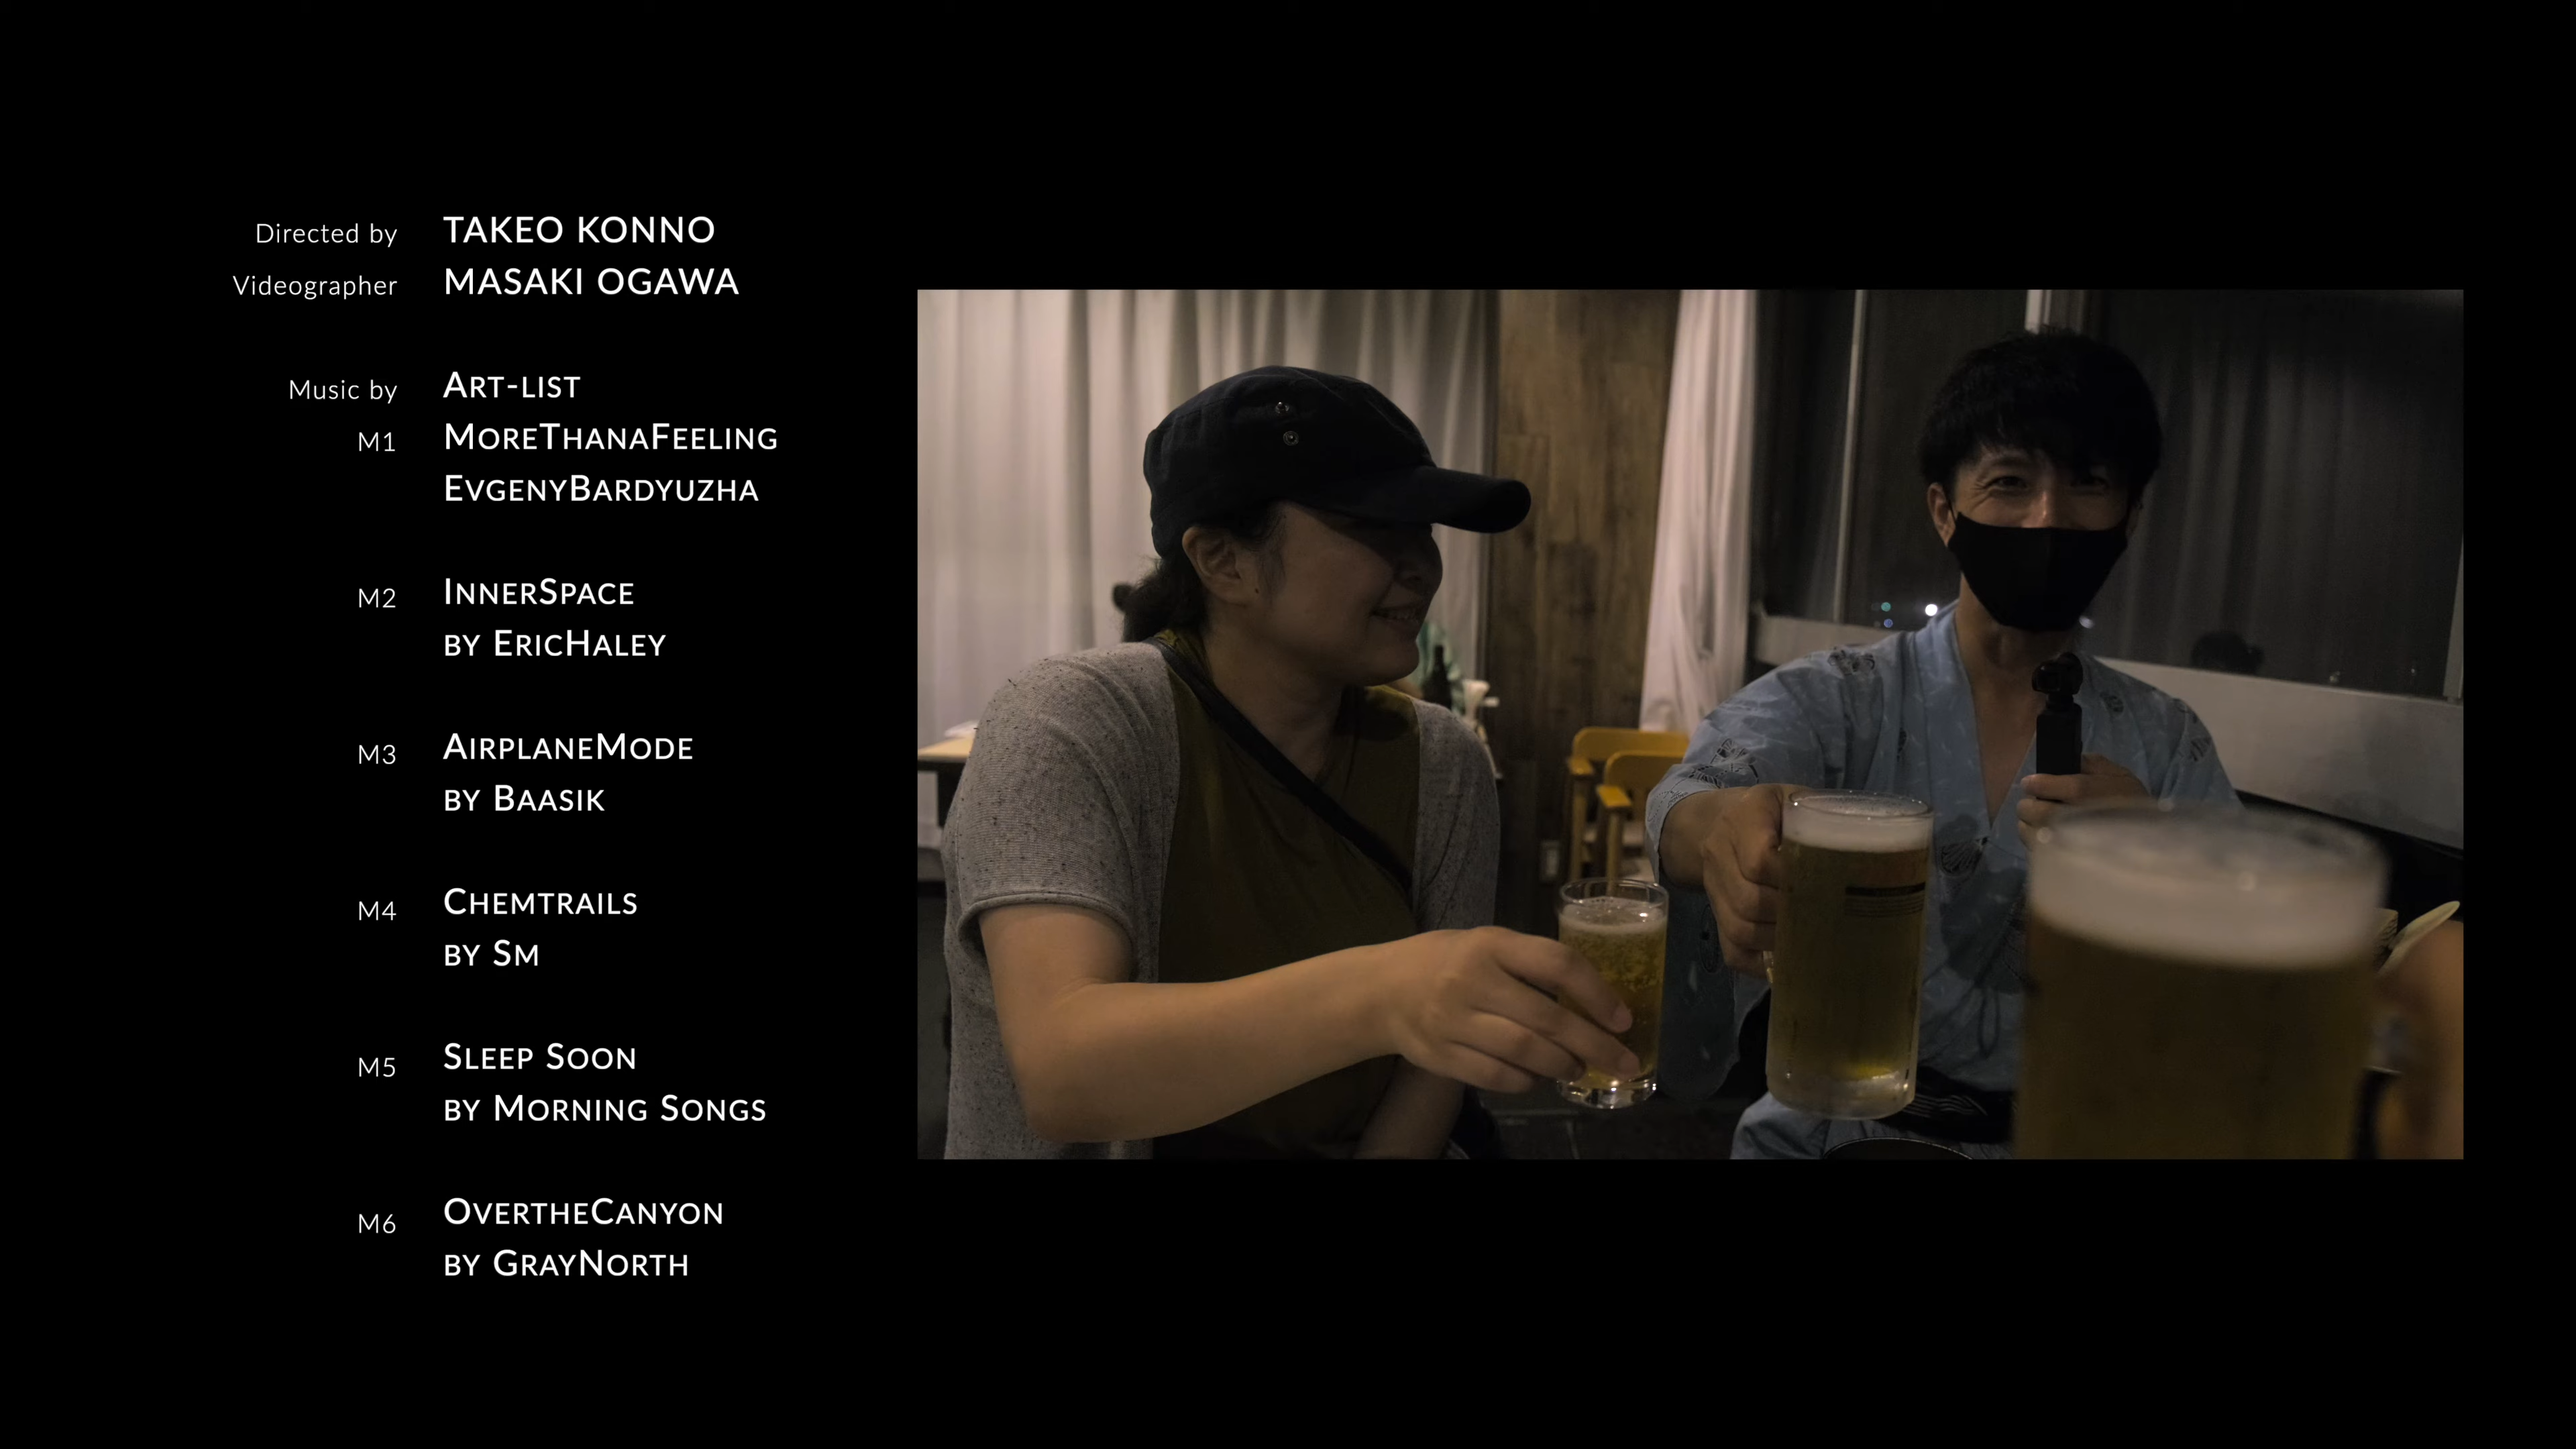 Directed by TAKEO KONNO
Videographer MASAKI OGAWA
Music by ART-LIST
M1 MORETHANAFEELING
EVGENYBARDYUZHA
M2 INNERSPACE
BY ERICHALEY
M3 AIRPLANEMODE
BY BAASIK
M4 CHEMTRAILS
BY SM
M5 SLEEP SOON
BY MORNING SONGS
M6 OVERTHECANYON
BY GRAYNORTH